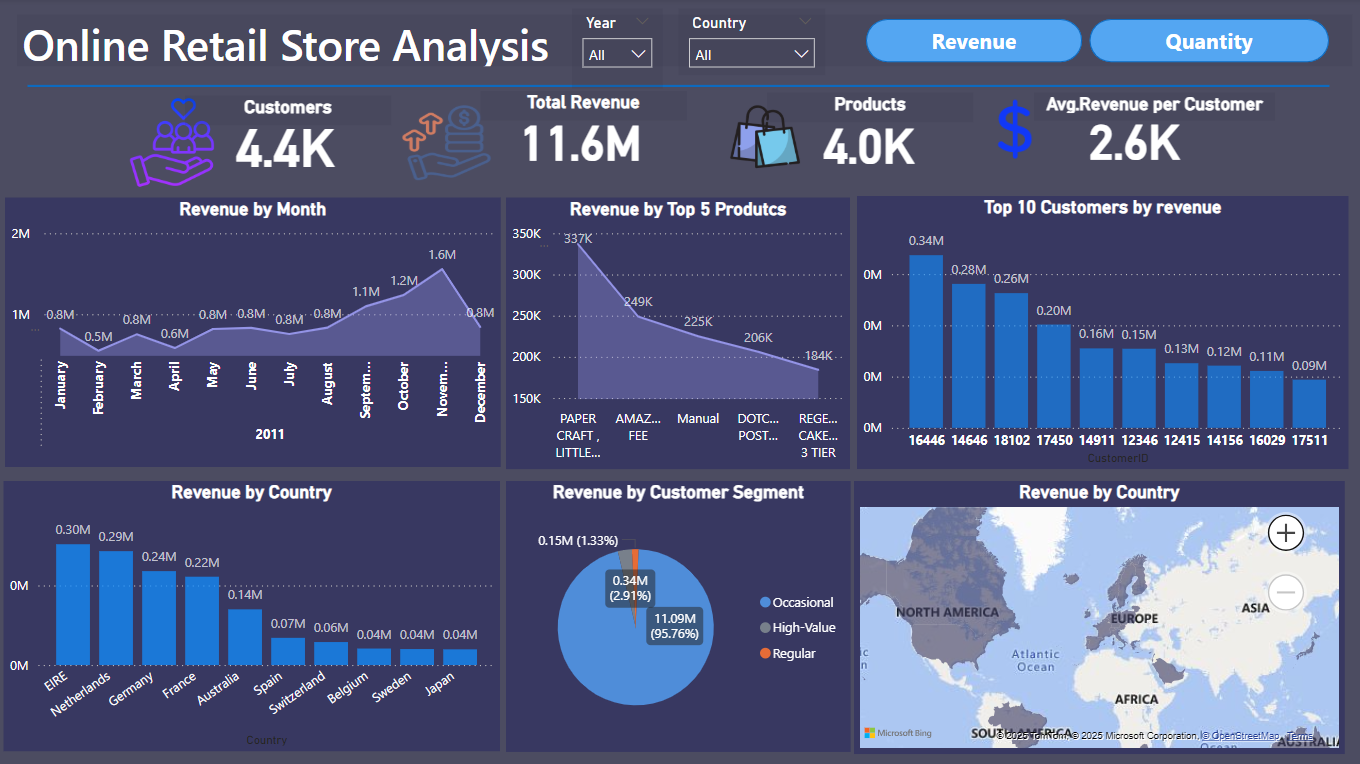 Online Retail Store Analysis
Year
All
Country
All
Revenue
Quantity
Customers
4.4K
Total Revenue
11.6M
Products
4.0K
Avg.Revenue per Customer
2.6K
Revenue by Month
2M
1M
0.8M
0.5M
0.8M
0.6M
0.8M
0.8M
0.8M
0.8M
1.1M
1.2M
1.6M
0.8M
January
February
March
April
May
June
July
August
Septem...
October
Novem...
December
2011
Revenue by Top 5 Produtcs
350K
300K
250K
200K
150K
337K
249K
225K
206K
184K
PAPER
CRAFT ,
LITTLE...
AMAZ...
FEE
Manual
DOTC...
POST...
REGE...
CAKE...
3 TIER
Top 10 Customers by revenue
0M
0M
0M
0M
0.34M
0.28M
0.26M
0.20M
0.16M
0.15M
0.13M
0.12M
0.11M
0.09M
16446
14646
18102
17450
14911
12346
12415
14156
16029
17511
CustomerID
Revenue by Country
0M
0M
0.30M
0.29M
0.24M
0.22M
0.14M
0.07M
0.06M
0.04M
0.04M
0.04M
EIRE
Netherlands
Germany
France
Australia
Spain
Switzerland
Belgium
Sweden
Japan
Country
Revenue by Customer Segment
0.15M (1.33%)
0.34M
(2.91%)
11.09M
(95.76%)
Occasional
High-Value
Regular
Revenue by Country
NORTH AMERICA
EUROPE
ASIA
Atlantic
Ocean
AFRICA
SOUTH AMERICA
AUSTRALIA
Ocean
Microsoft Bing
© 2025 TomTom, © 2025 Microsoft Corporation, © OpenStreetMap Terms